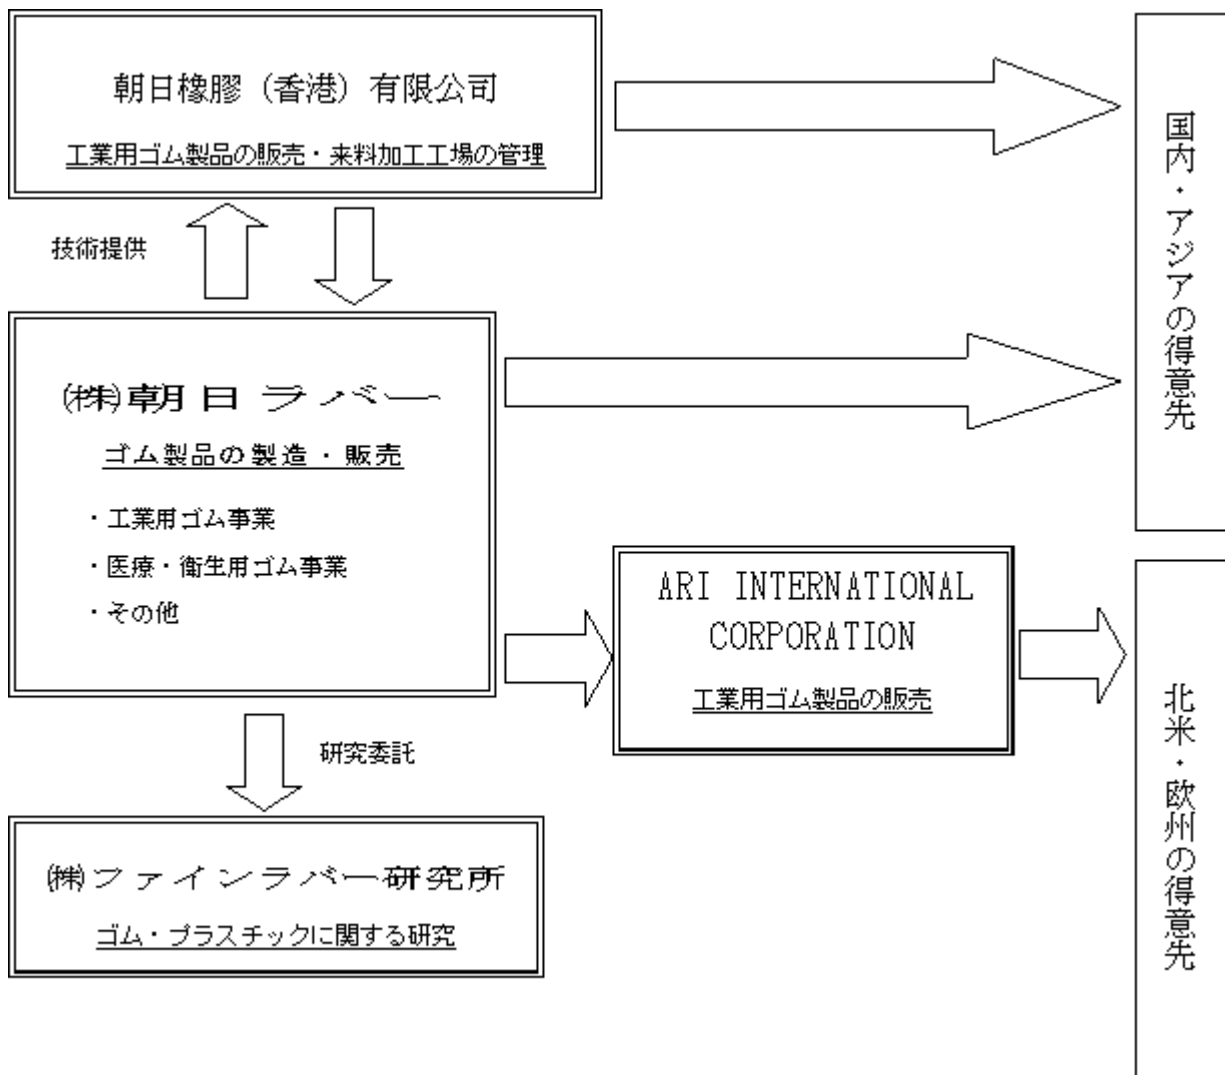 朝日橡膠（香港）有限公司
工業用ゴム製品の販売・来料加工工場の管理
技術提供
㈱朝日ラバー
ゴム製品の製造・販売
・工業用ゴム事業
・医療・衛生用ゴム事業
・その他
研究委託
㈱ファインラバー研究所
ゴム・プラスチックに関する研究
ARI INTERNATIONAL
CORPORATION
工業用ゴム製品の販売
国内・アジアの得意先
北米・欧州の得意先